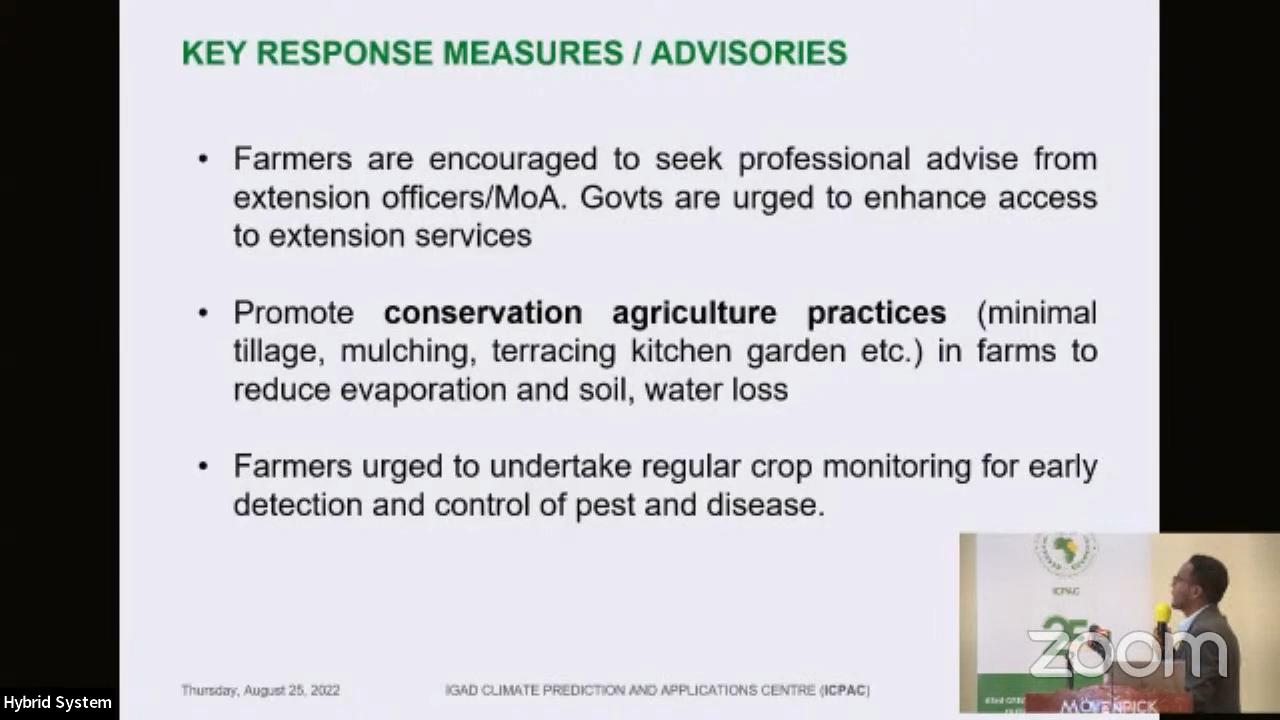 KEY RESPONSE MEASURES / ADVISORIES
• Farmers are encouraged to seek professional advise from
extension officers/MoA. Govts are urged to enhance access
to extension services
• Promote conservation agriculture practices (minimal
tillage, mulching, terracing kitchen garden etc.) in farms to
reduce evaporation and soil, water loss
• Farmers urged to undertake regular crop monitoring for early
detection and control of pest and disease.
Thursday, August 25, 2022
IGAD CLIMATE PREDICTION AND APPLICATIONS CENTRE (ICPAC)
Hybrid System
ICPAC
25
zoom
MÖVENPICK